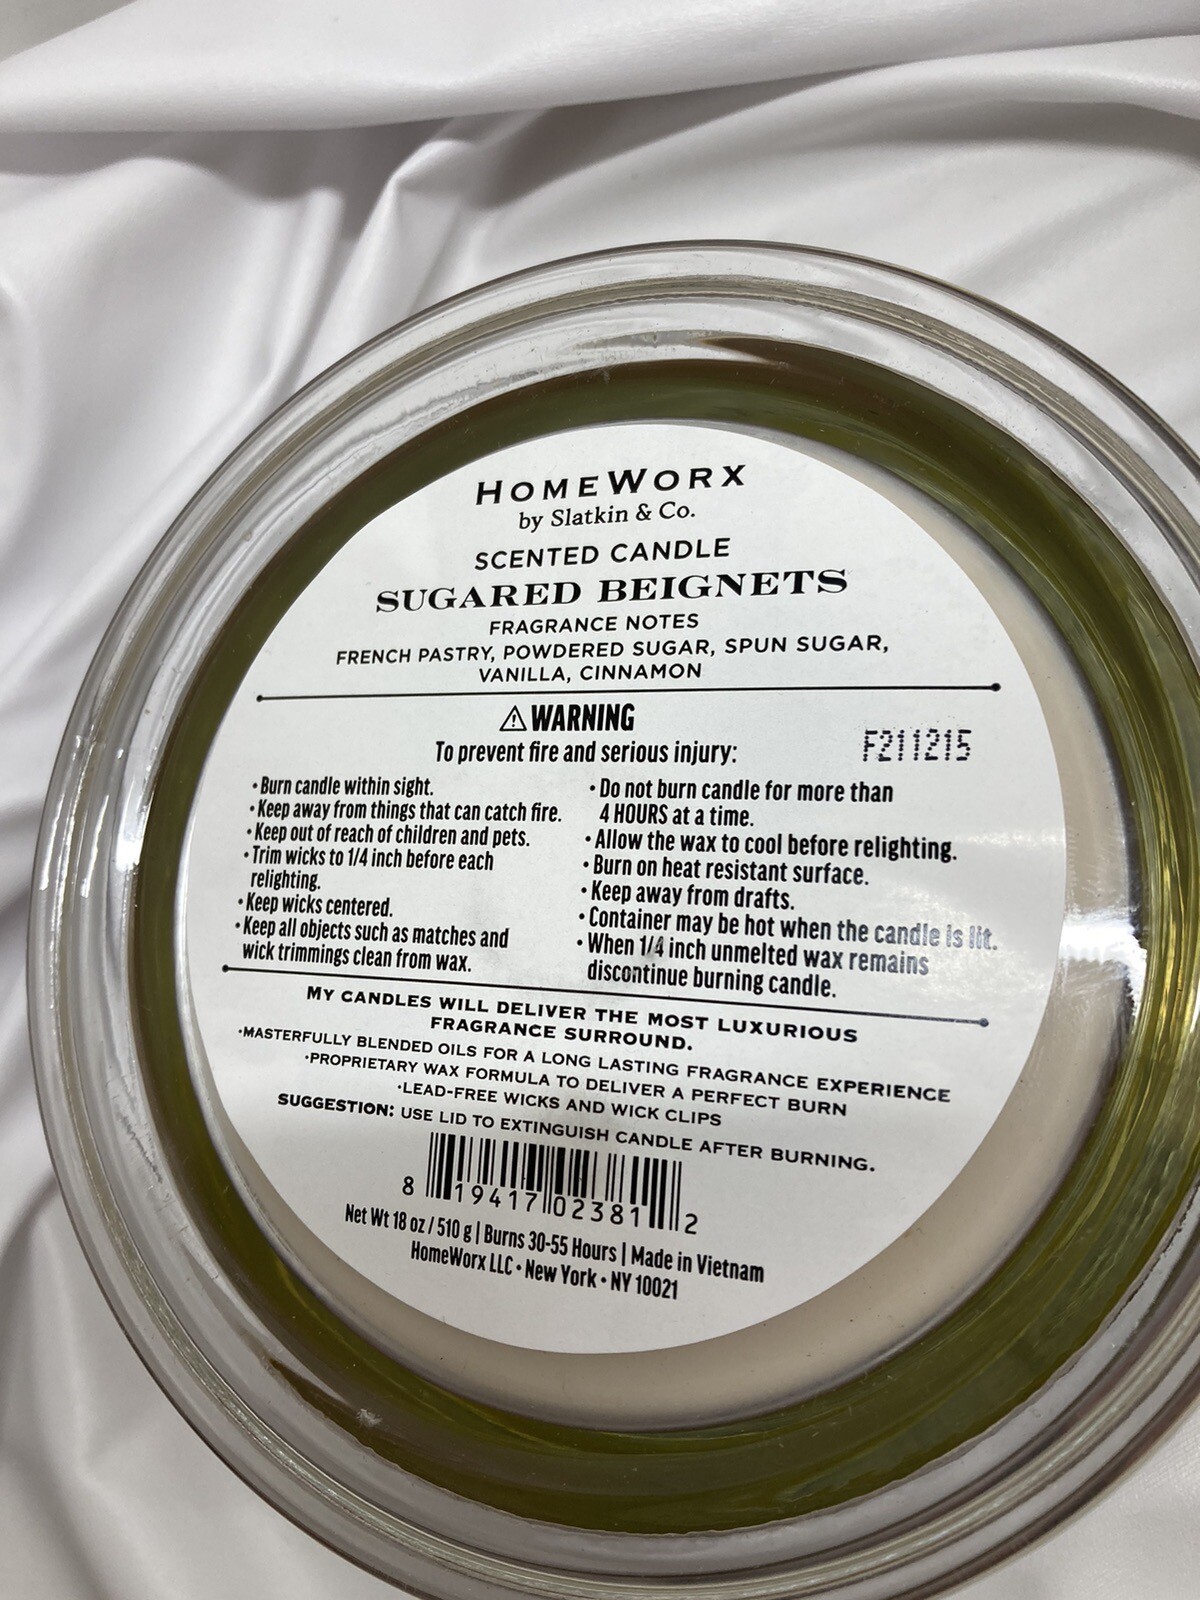 HOMEWORX
by Slatkin & Co.
SCENTED CANDLE
SUGARED BEIGNETS
FRAGRANCE NOTES
FRENCH PASTRY, POWDERED SUGAR, SPUN SUGAR,
VANILLA, CINNAMON
⚠ WARNING
To prevent fire and serious injury:
F211215
• Burn candle within sight.
• Keep away from things that can catch fire.
• Keep out of reach of children and pets.
• Trim wicks to 1/4 inch before each
relighting.
• Keep wicks centered.
• Keep all objects such as matches and
wick trimmings clean from wax.
• Do not burn candle for more than
4 HOURS at a time.
• Allow the wax to cool before relighting.
• Burn on heat resistant surface.
• Keep away from drafts.
• Container may be hot when the candle is lit.
• When 1/4 inch unmelted wax remains
discontinue burning candle.
MY CANDLES WILL DELIVER THE MOST LUXURIOUS
FRAGRANCE SURROUND.
•MASTERFULLY BLENDED OILS FOR A LONG LASTING FRAGRANCE EXPERIENCE
•PROPRIETARY WAX FORMULA TO DELIVER A PERFECT BURN
•LEAD-FREE WICKS AND WICK CLIPS
SUGGESTION: USE LID TO EXTINGUISH CANDLE AFTER BURNING.
8 19417 02381 2
Net Wt 18 oz / 510 g | Burns 30-55 Hours | Made in Vietnam
HomeWorx LLC • New York • NY 10021